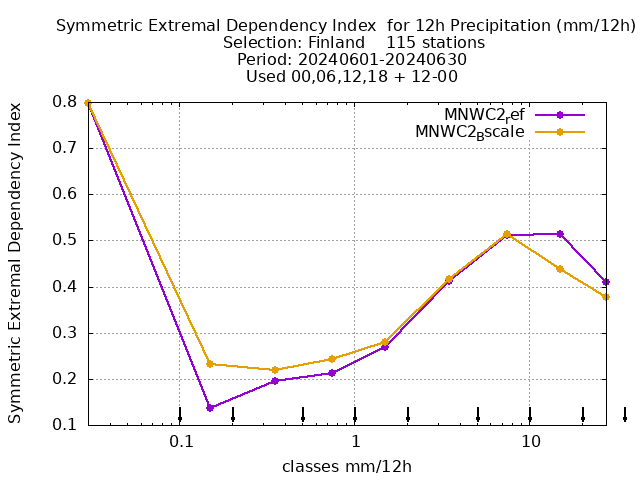 Symmetric Extremal Dependency Index  for 12h Precipitation (mm/12h)
Selection: Finland    115 stations
Period: 20240601-20240630
Used 00,06,12,18 + 12-00
MNWC2ref
MNWC2Bscale
Symmetric Extremal Dependency Index
0.8
0.7
0.6
0.5
0.4
0.3
0.2
0.1
0.1 1 10
classes mm/12h